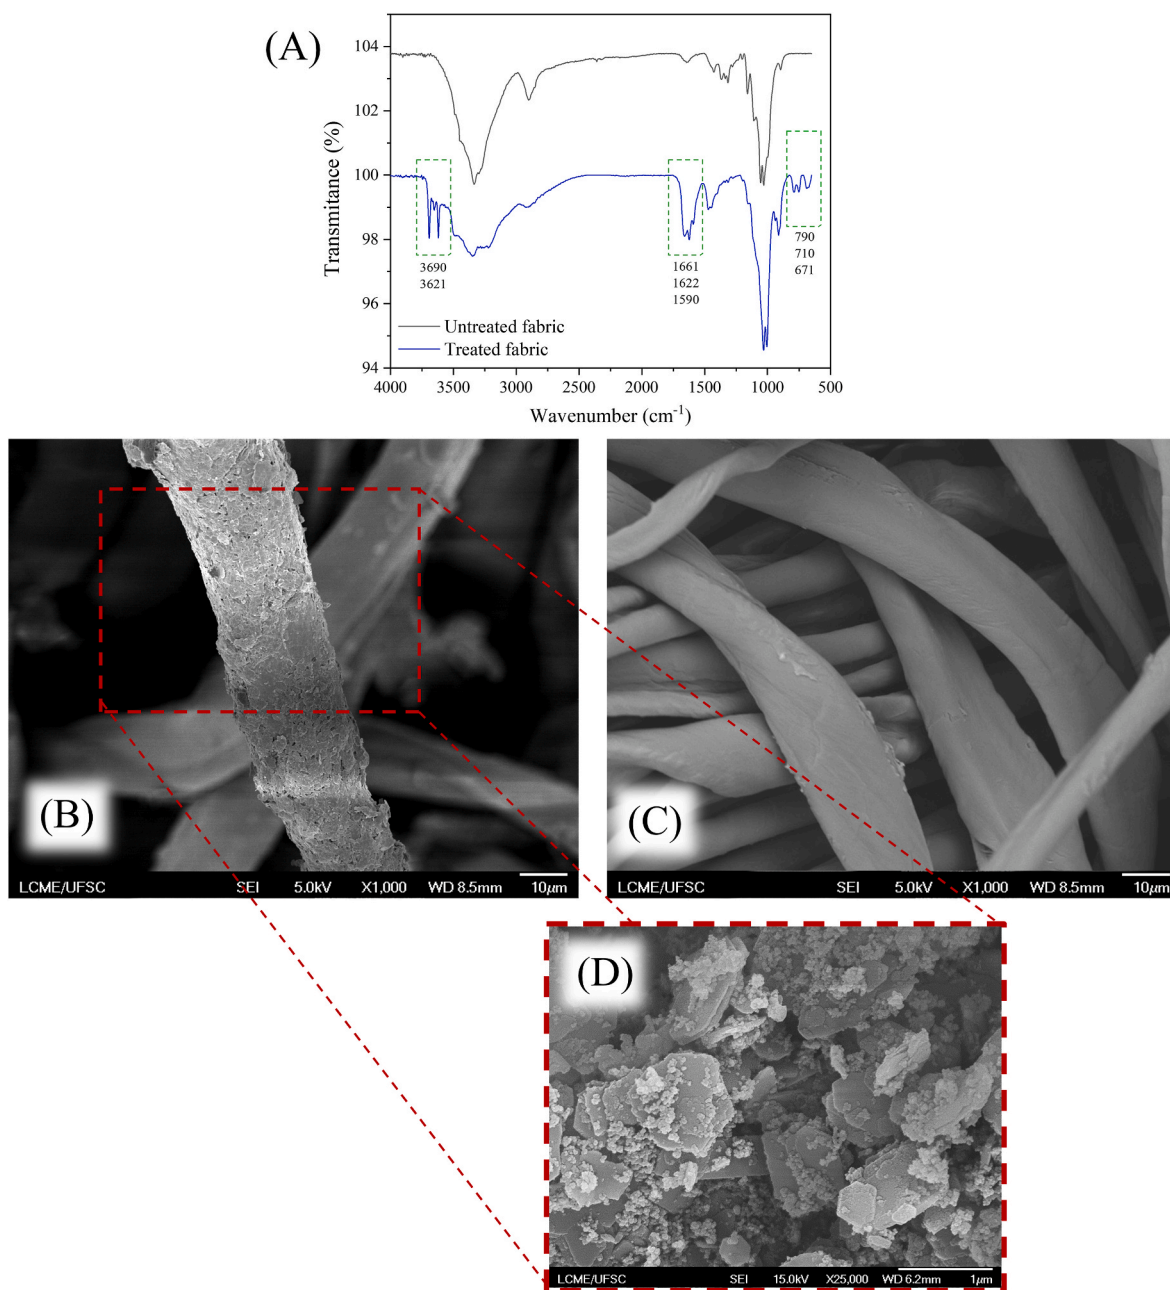 (A)
104
102
100
98
96
94
Transmitance (%)
3690
3621
1661
1622
1590
790
710
671
Untreated fabric
Treated fabric
4000 3500 3000 2500 2000 1500 1000 500
Wavenumber (cm⁻¹)
(B)
LCME/UFSC SEI 5.0kV X1,000 WD 8.5mm 10μm
(C)
LCME/UFSC SEI 5.0kV X1,000 WD 8.5mm 10μm
(D)
LCME/UFSC SEI 15.0kV X25,000 WD 6.2mm 1μm